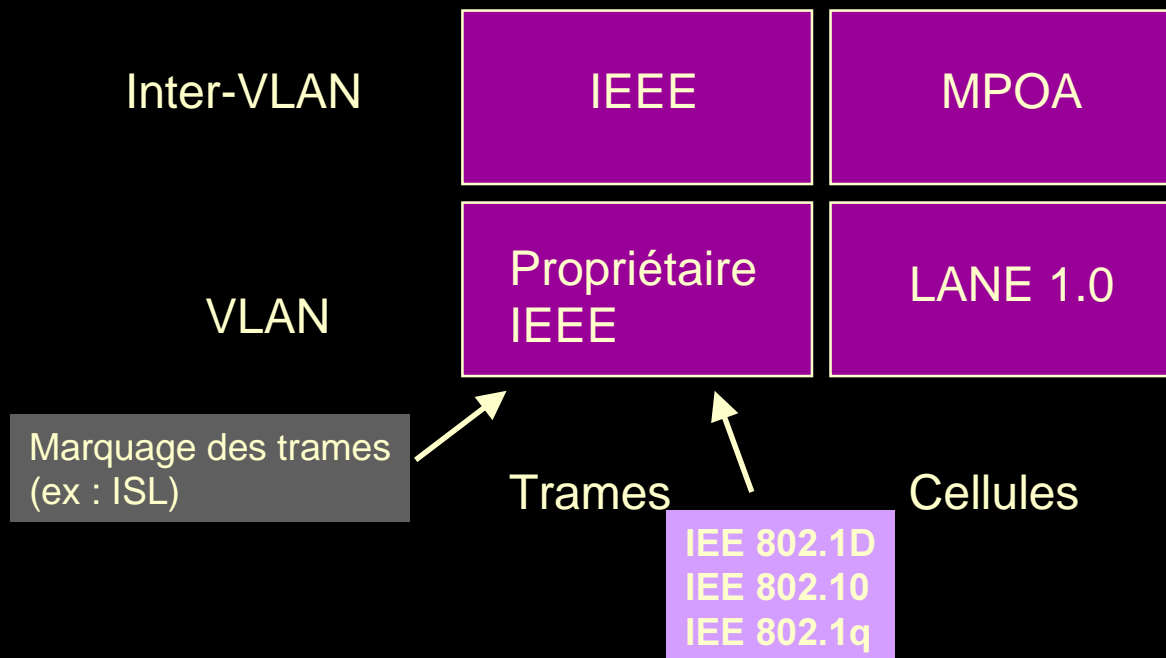 Inter-VLAN
IEEE
MPOA
VLAN
Propriétaire
IEEE
LANE 1.0
Marquage des trames
(ex : ISL)
Trames
Cellules
IEE 802.1D
IEE 802.10
IEE 802.1q